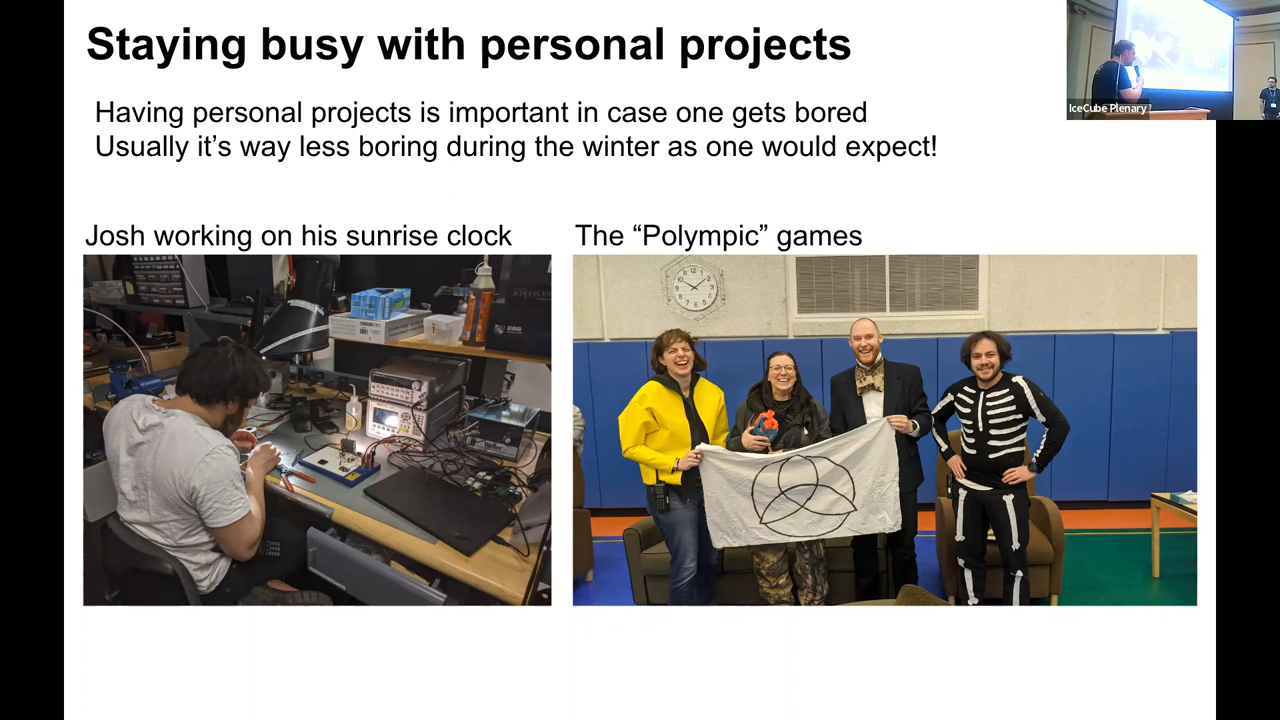 Staying busy with personal projects
IceCube Plenary
Having personal projects is important in case one gets bored
Usually it’s way less boring during the winter as one would expect!
Josh working on his sunrise clock
The “Polympic” games